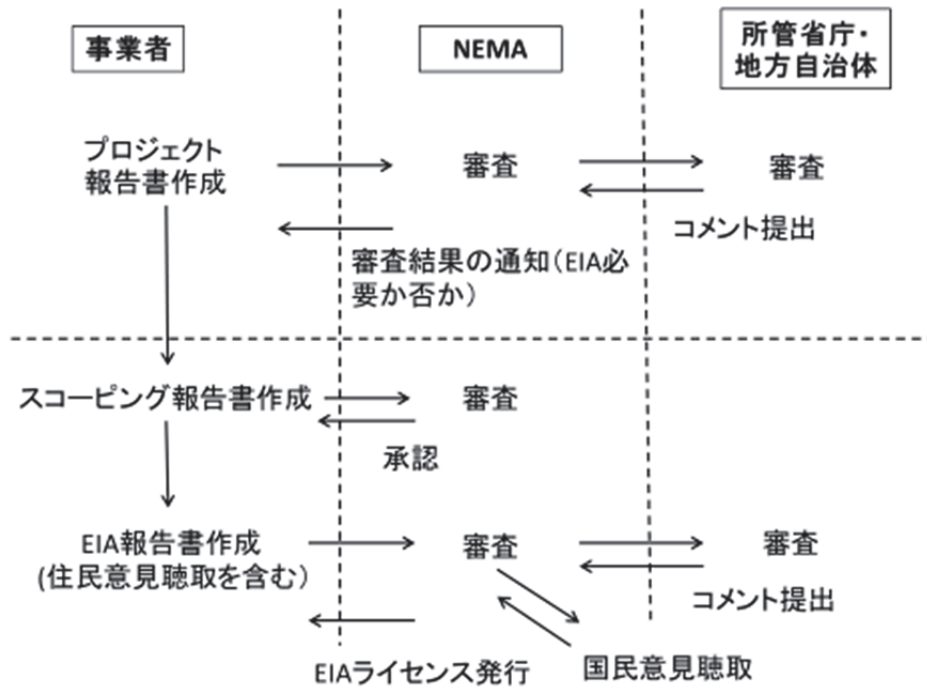 事業者
NEMA
所管省庁・
地方自治体
プロジェクト
報告書作成
審査
審査
コメント提出
審査結果の通知(EIA必
要か否か)
スコーピング報告書作成
審査
承認
EIA報告書作成
(住民意見聴取を含む)
審査
審査
コメント提出
EIAライセンス発行
国民意見聴取